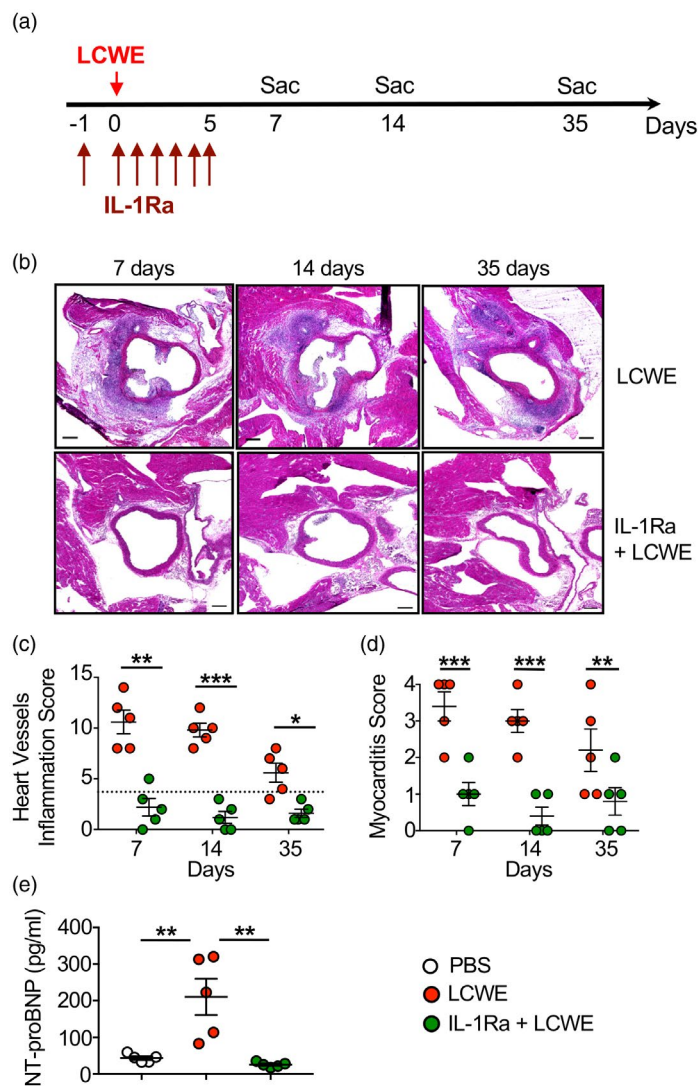 (a)
LCWE
Sac Sac Sac
-1 0 5 7 14 35 Days
IL-1Ra
(b)
7 days 14 days 35 days
LCWE
IL-1Ra
+ LCWE
(c)
Heart Vessels
Inflammation Score
15
10
5
0
** *** *
7 14 35
Days
(d)
Myocarditis Score
4
3
2
1
0
*** *** **
7 14 35
Days
(e)
NT-proBNP (pg/ml)
400
300
200
100
0
** **
PBS
LCWE
IL-1Ra + LCWE